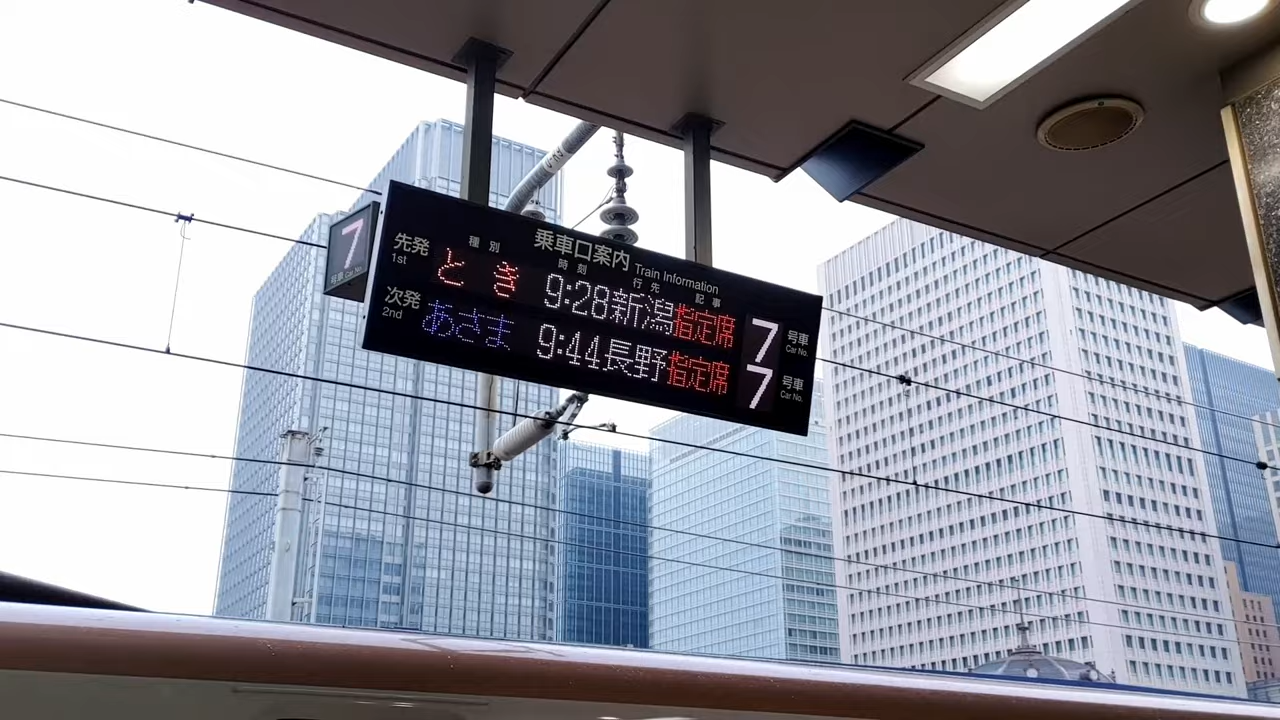 7
号車 Car No.
乗車口案内 Train Information
種別 時刻 行先 記事
先発 1st とき 9:28 新潟 指定席 7 号車 Car No.
次発 2nd あさま 9:44 長野 指定席 7 号車 Car No.